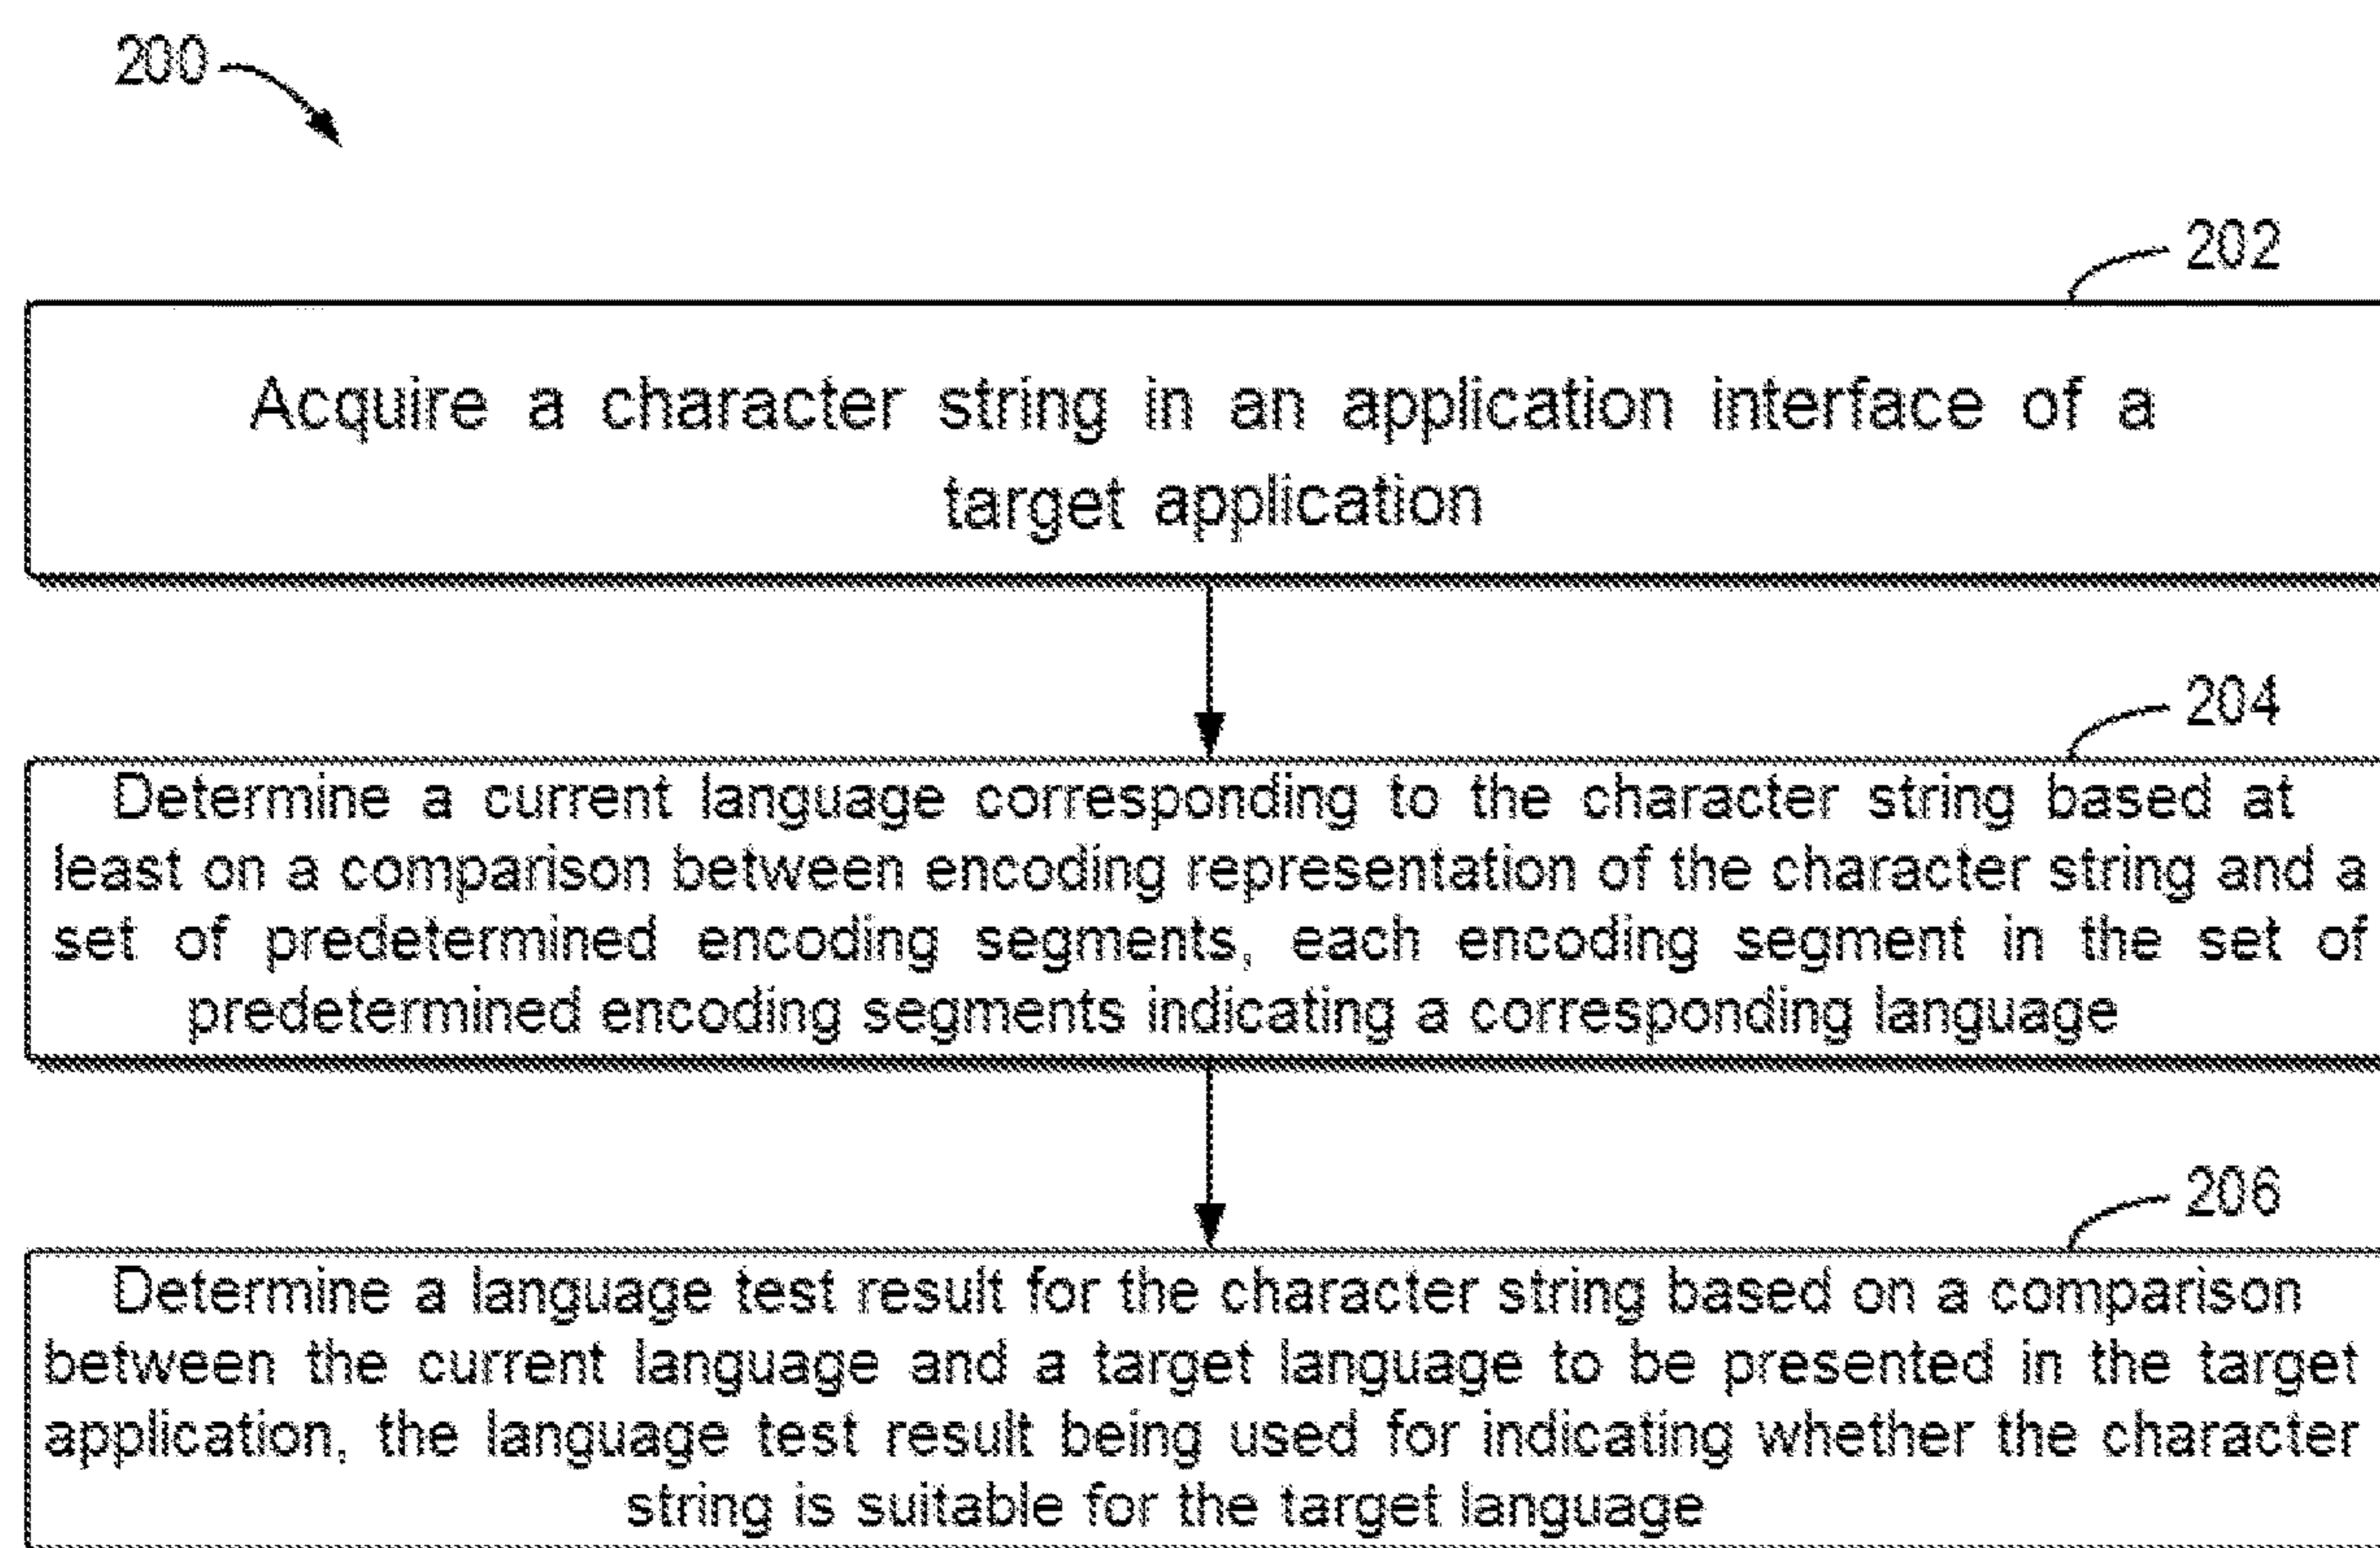 200
202
Acquire a character string in an application interface of a
target application
204
Determine a current language corresponding to the character string based at
least on a comparison between encoding representation of the character string and a
set of predetermined encoding segments, each encoding segment in the set of
predetermined encoding segments indicating a corresponding language
206
Determine a language test result for the character string based on a comparison
between the current language and a target language to be presented in the target
application, the language test result being used for indicating whether the character
string is suitable for the target language